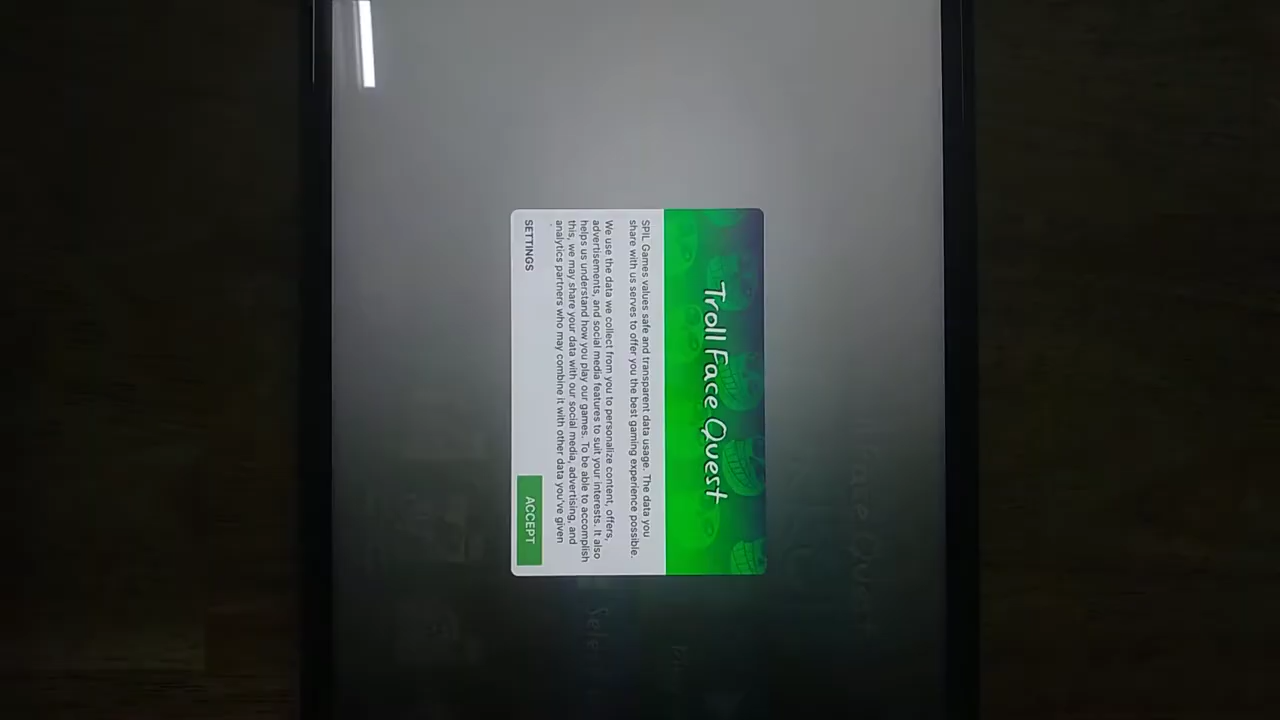 Troll Face Quest
SPIL Games values safe and transparent data usage. The data you
share with us serves to offer you the best gaming experience possible.
We use the data we collect from you to personalize content, offers,
advertisements, and social media features to suit your interests. It also
helps us understand how you play our games. To be able to accomplish
this, we may share your data with our social media, advertising, and
analytics partners who may combine it with other data you've given
SETTINGS
ACCEPT